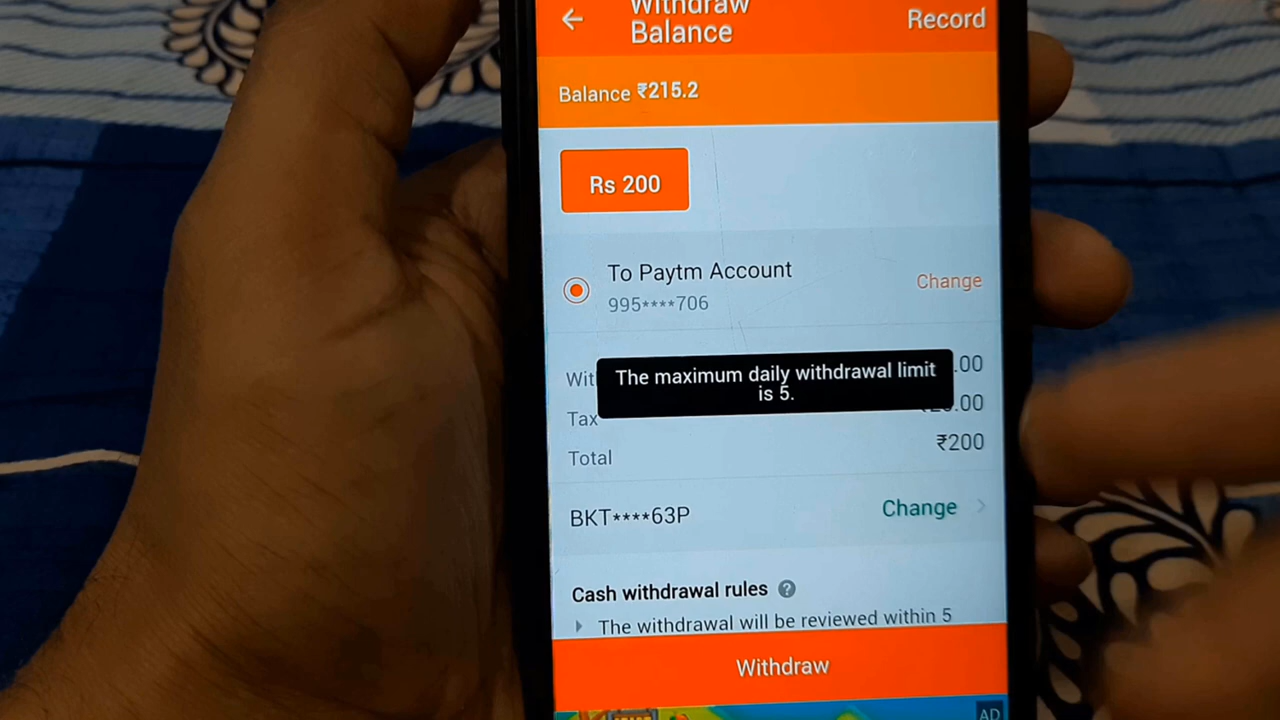 Withdraw
Balance
Record
Balance ₹215.2
Rs 200
To Paytm Account
995****706
Change
The maximum daily withdrawal limit
is 5.
.00
Tax
.00
Total
₹200
BKT****63P
Change
Cash withdrawal rules ?
The withdrawal will be reviewed within 5
Withdraw
AD